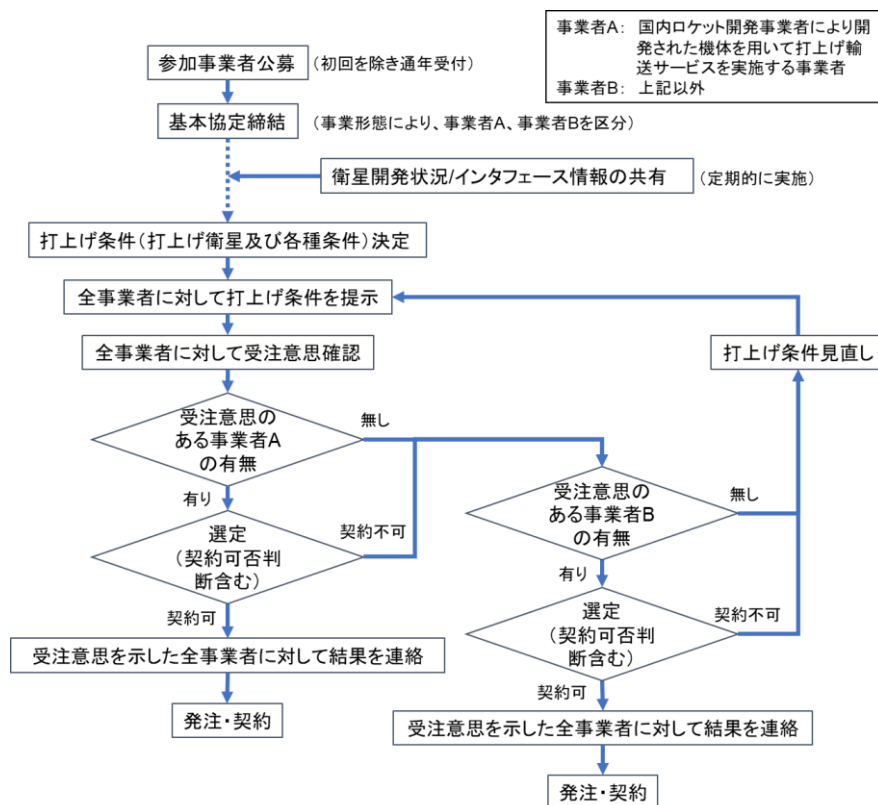 事業者A： 国内ロケット開発事業者により開
発された機体を用いて打上げ輸
送サービスを実施する事業者
事業者B： 上記以外
参加事業者公募
（初回を除き通年受付）
基本協定締結
（事業形態により、事業者A、事業者Bを区分）
衛星開発状況/インタフェース情報の共有
（定期的に実施）
打上げ条件（打上げ衛星及び各種条件）決定
全事業者に対して打上げ条件を提示
全事業者に対して受注意思確認
打上げ条件見直し
受注意思の
ある事業者A
の有無
無し
有り
選定
（契約可否判
断含む）
契約不可
契約可
受注意思を示した全事業者に対して結果を連絡
発注・契約
受注意思の
ある事業者B
の有無
無し
有り
選定
（契約可否判
断含む）
契約不可
契約可
受注意思を示した全事業者に対して結果を連絡
発注・契約